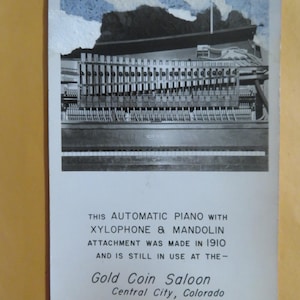 THIS AUTOMATIC PIANO WITH
XYLOPHONE & MANDOLIN
ATTACHMENT WAS MADE IN 1910
AND IS STILL IN USE AT THE—
Gold Coin Saloon
Central City, Colorado